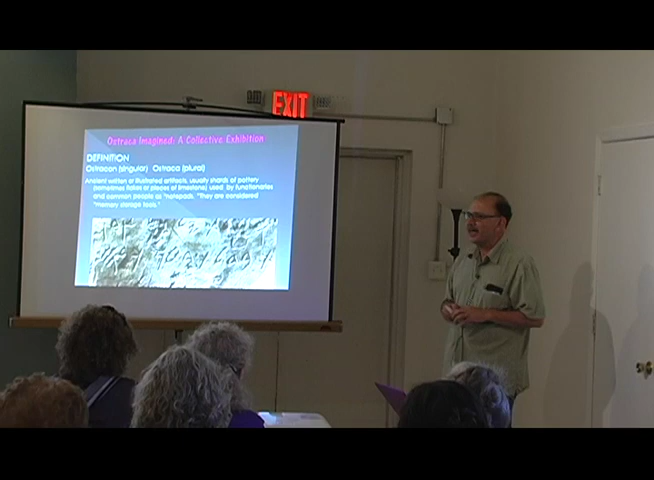 EXIT
Ostraca Imagined: A Collective Exhibition
DEFINITION
Ostracon (singular) Ostraca (plural)
Ancient written or illustrated artifacts, usually shards of pottery
(sometimes flakes or pieces of limestone) used by functionaries
and common people as "notepads. "They are considered
"memory storage tools."